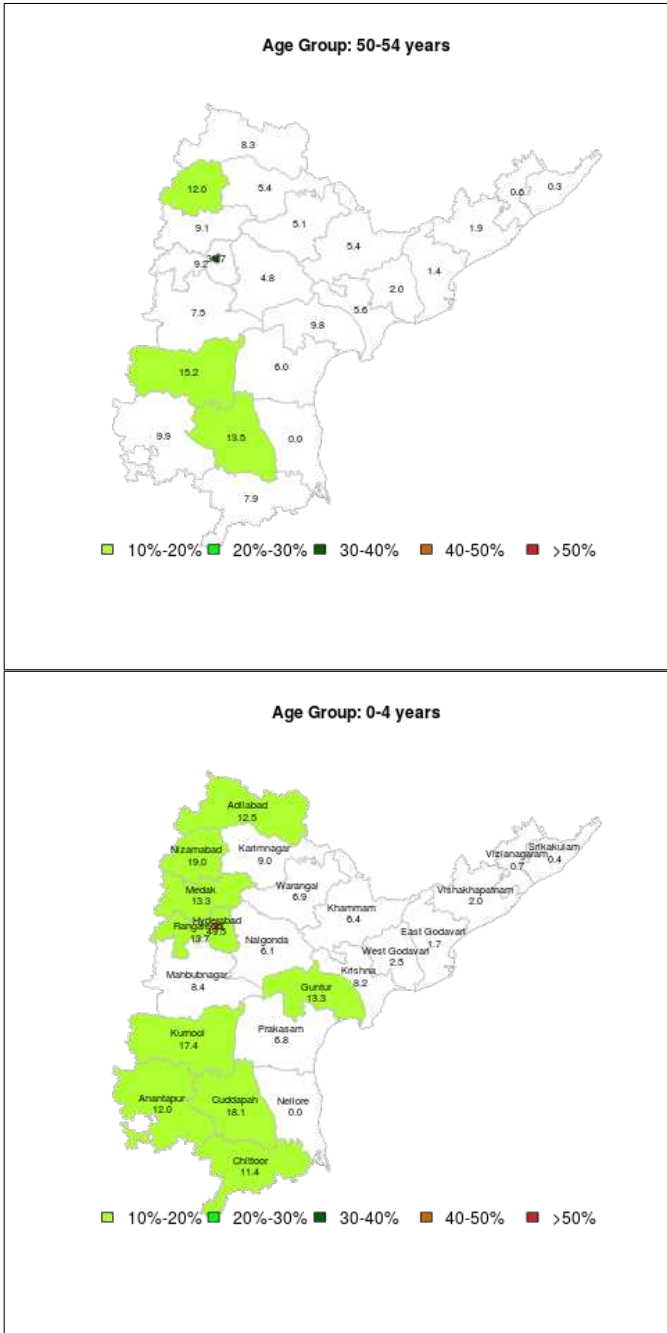 Age Group: 50-54 years
8.3
12.0
5.4
0.6
0.3
9.1
5.1
1.9
5.4
9.2
4.8
1.4
2.0
7.5
5.6
9.8
15.2
6.0
9.9
13.5
0.0
7.9
10%-20% 20%-30% 30-40% 40-50% >50%
Age Group: 0-4 years
Adilabad
12.5
Nizamabad
19.0
Karimnagar
9.0
Srikakulam
0.4
Vizianagaram
0.7
Medak
13.3
Warangal
6.9
Vishakhapatnam
2.0
Khammam
6.4
Hyderabad
13.7
Nalgonda
6.1
East Godavari
1.7
West Godavari
2.5
Mahbubnagar
8.4
Krishna
8.2
Guntur
13.3
Kurnool
17.4
Prakasam
6.8
Anantapur
12.0
Cuddapah
18.1
Nellore
0.0
Chittoor
11.4
10%-20% 20%-30% 30-40% 40-50% >50%